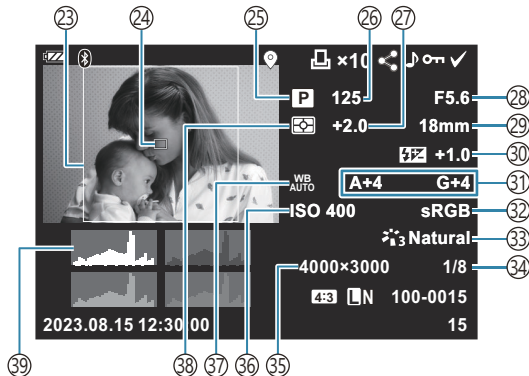 23 24 25 26 27
×10
P 125 F5.6 28
+2.0 18mm 29
+1.0 30
WB AUTO A+4 G+4 31
ISO 400 sRGB 32
3 Natural 33
4000×3000 1/8 34
4:3 L N 100-0015
2023.08.15 12:30:00 15
39 38 37 36 35